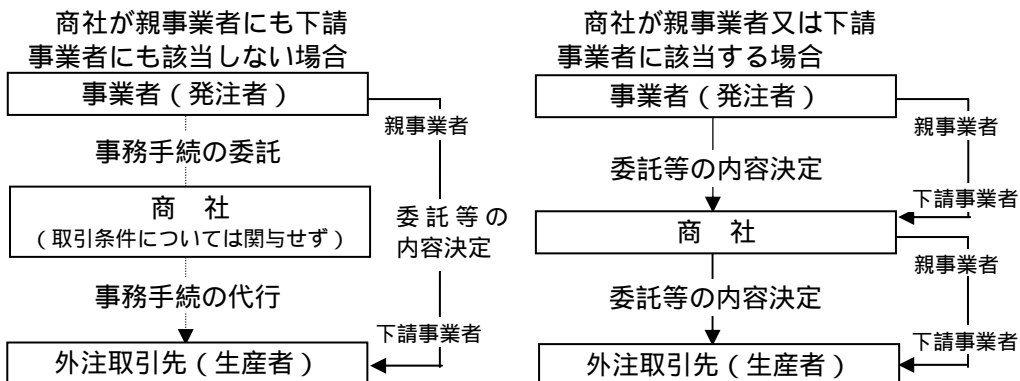 商社が親事業者にも下請
事業者にも該当しない場合
事業者(発注者)
親事業者
事務手続の委託
商 社
(取引条件については関与せず)
委託等の
内容決定
事務手続の代行
下請事業者
外注取引先(生産者)
商社が親事業者又は下請
事業者に該当する場合
事業者(発注者)
親事業者
委託等の内容決定
下請事業者
商 社
親事業者
委託等の内容決定
下請事業者
外注取引先(生産者)